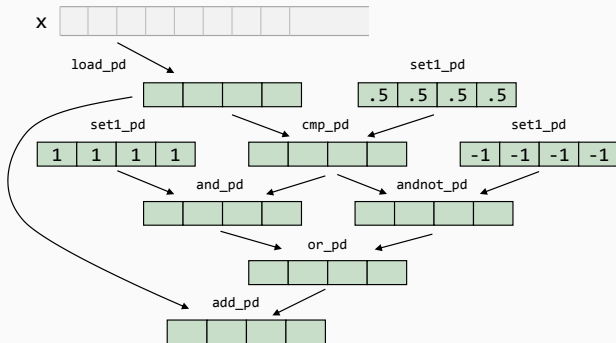 x
load_pd
set1_pd
.5 .5 .5 .5
set1_pd
cmp_pd
set1_pd
1 1 1 1
-1 -1 -1 -1
and_pd
andnot_pd
or_pd
add_pd